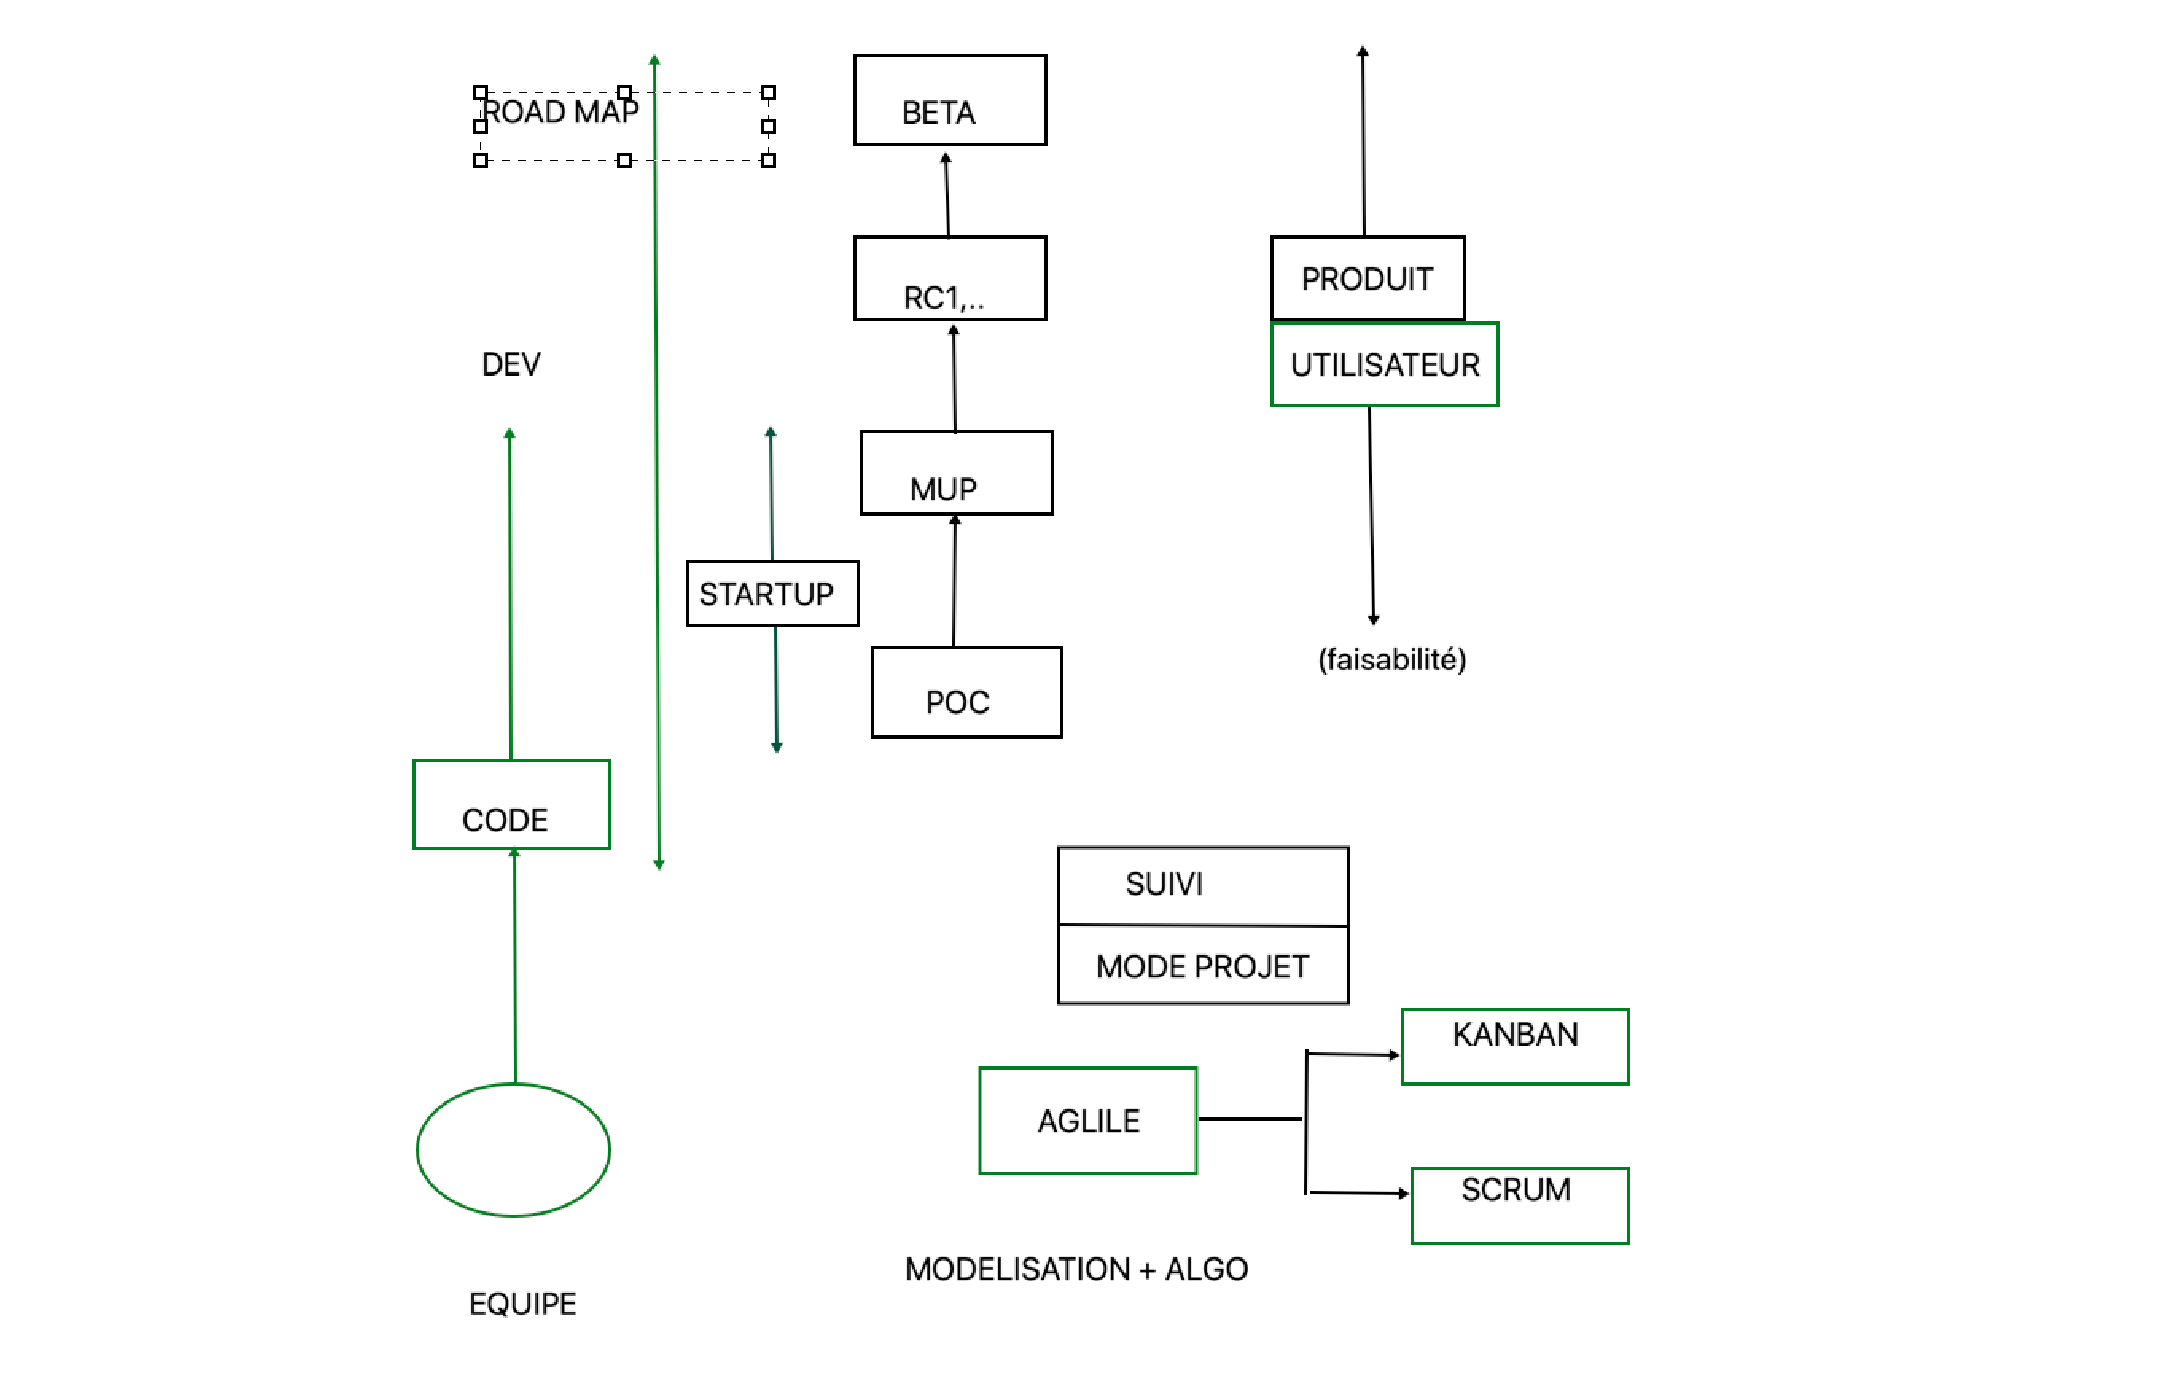 ROAD MAP
BETA
RC1,..
PRODUIT
DEV
UTILISATEUR
MUP
STARTUP
(faisabilité)
POC
CODE
SUIVI
MODE PROJET
KANBAN
AGLILE
SCRUM
MODELISATION + ALGO
EQUIPE